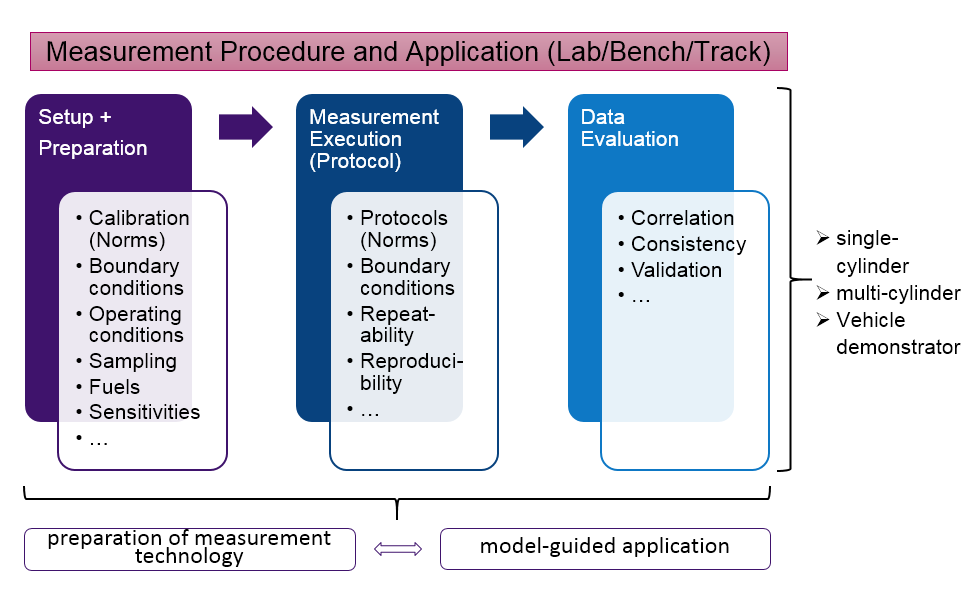 Measurement Procedure and Application (Lab/Bench/Track)
Setup +
Preparation
• Calibration
(Norms)
• Boundary
conditions
• Operating
conditions
• Sampling
• Fuels
• Sensitivities
• …
Measurement
Execution
(Protocol)
• Protocols
(Norms)
• Boundary
conditions
• Repeat-
ability
• Reproduci-
bility
• …
Data
Evaluation
• Correlation
• Consistency
• Validation
• …
➢ single-
cylinder
➢ multi-cylinder
➢ Vehicle
demonstrator
preparation of measurement
technology
model-guided application